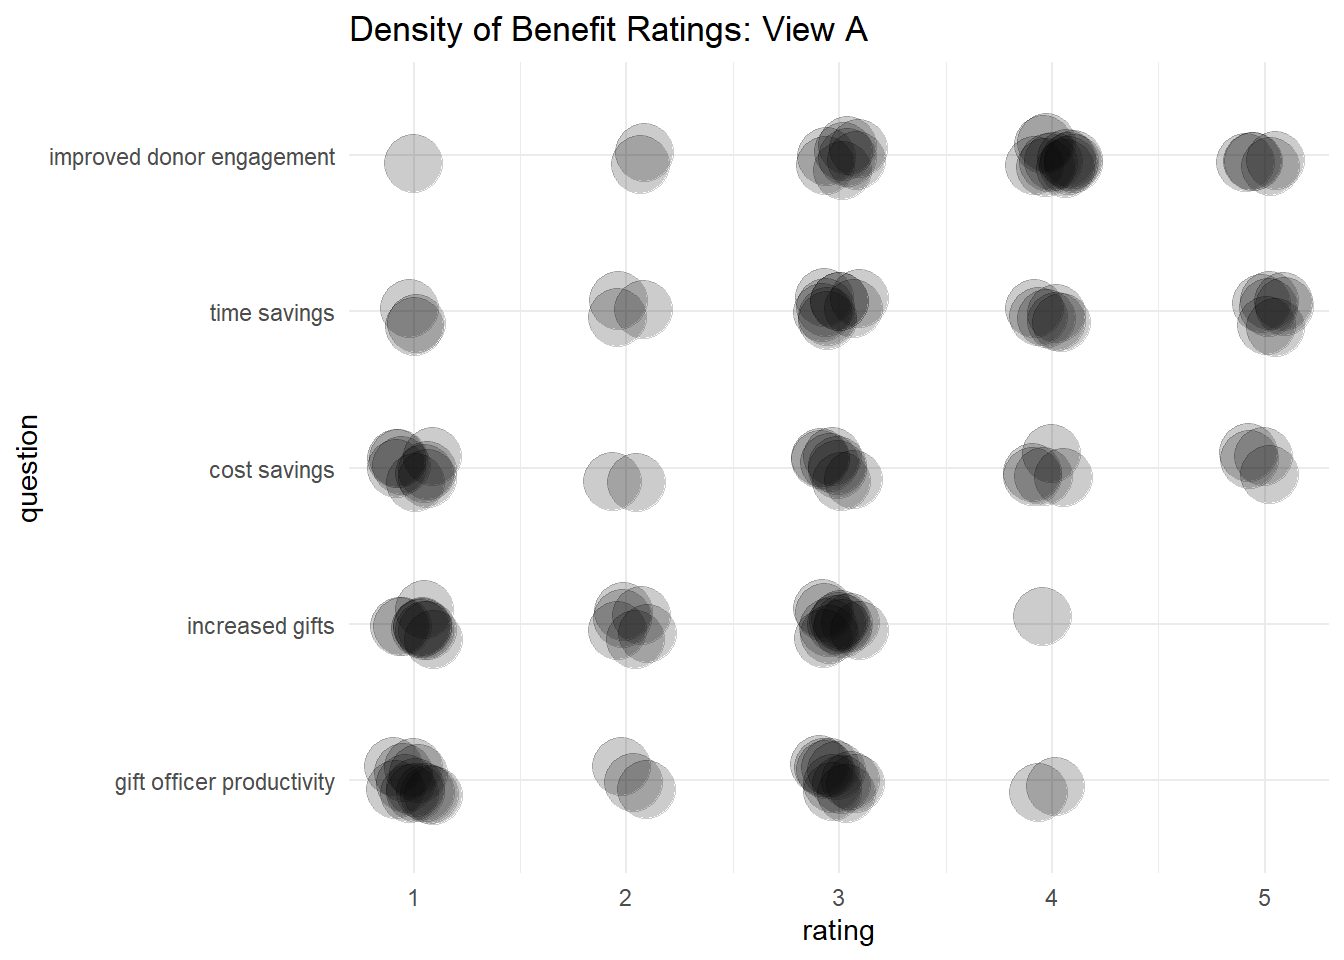 Density of Benefit Ratings: View A
improved donor engagement
time savings
cost savings
increased gifts
gift officer productivity
question
1 2 3 4 5
rating